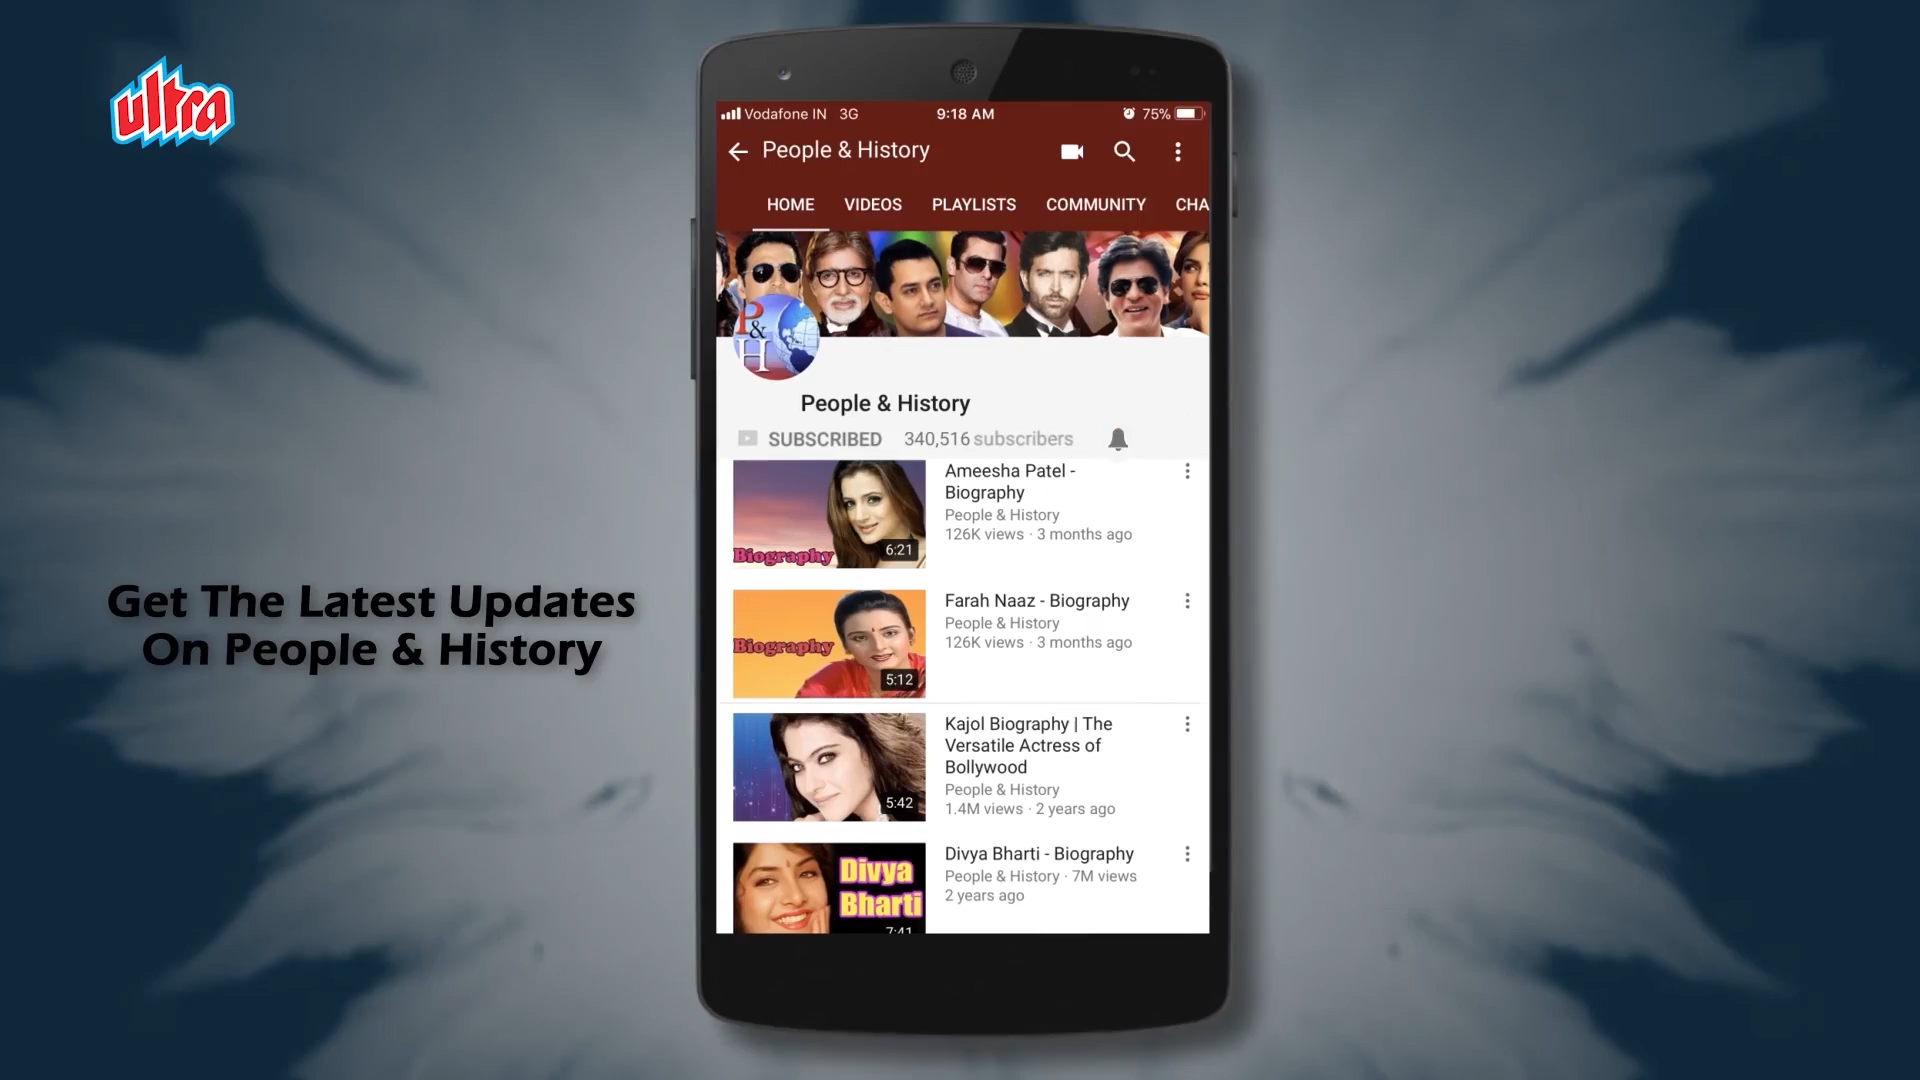 ultra
Vodafone IN 3G 9:18 AM 75%
People & History
HOME VIDEOS PLAYLISTS COMMUNITY CHA
P
&
H
People & History
SUBSCRIBED 340,516 subscribers
Ameesha Patel -
Biography
People & History
126K views · 3 months ago
Biography
6:21
Farah Naaz - Biography
People & History
126K views · 3 months ago
Biography
5:12
Kajol Biography | The
Versatile Actress of
Bollywood
People & History
1.4M views · 2 years ago
5:42
Divya Bharti - Biography
People & History · 7M views
2 years ago
Divya
Bharti
7:41
Get The Latest Updates
On People & History